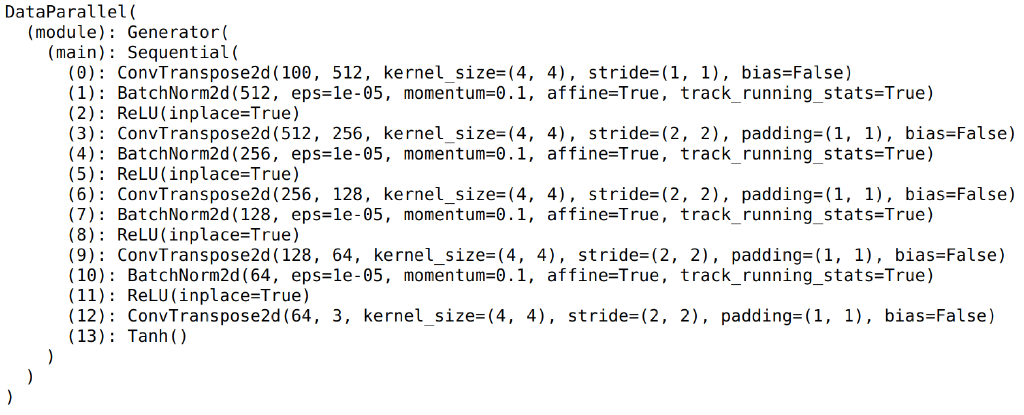 DataParallel(
  (module): Generator(
    (main): Sequential(
      (0): ConvTranspose2d(100, 512, kernel_size=(4, 4), stride=(1, 1), bias=False)
      (1): BatchNorm2d(512, eps=1e-05, momentum=0.1, affine=True, track_running_stats=True)
      (2): ReLU(inplace=True)
      (3): ConvTranspose2d(512, 256, kernel_size=(4, 4), stride=(2, 2), padding=(1, 1), bias=False)
      (4): BatchNorm2d(256, eps=1e-05, momentum=0.1, affine=True, track_running_stats=True)
      (5): ReLU(inplace=True)
      (6): ConvTranspose2d(256, 128, kernel_size=(4, 4), stride=(2, 2), padding=(1, 1), bias=False)
      (7): BatchNorm2d(128, eps=1e-05, momentum=0.1, affine=True, track_running_stats=True)
      (8): ReLU(inplace=True)
      (9): ConvTranspose2d(128, 64, kernel_size=(4, 4), stride=(2, 2), padding=(1, 1), bias=False)
      (10): BatchNorm2d(64, eps=1e-05, momentum=0.1, affine=True, track_running_stats=True)
      (11): ReLU(inplace=True)
      (12): ConvTranspose2d(64, 3, kernel_size=(4, 4), stride=(2, 2), padding=(1, 1), bias=False)
      (13): Tanh()
    )
  )
)